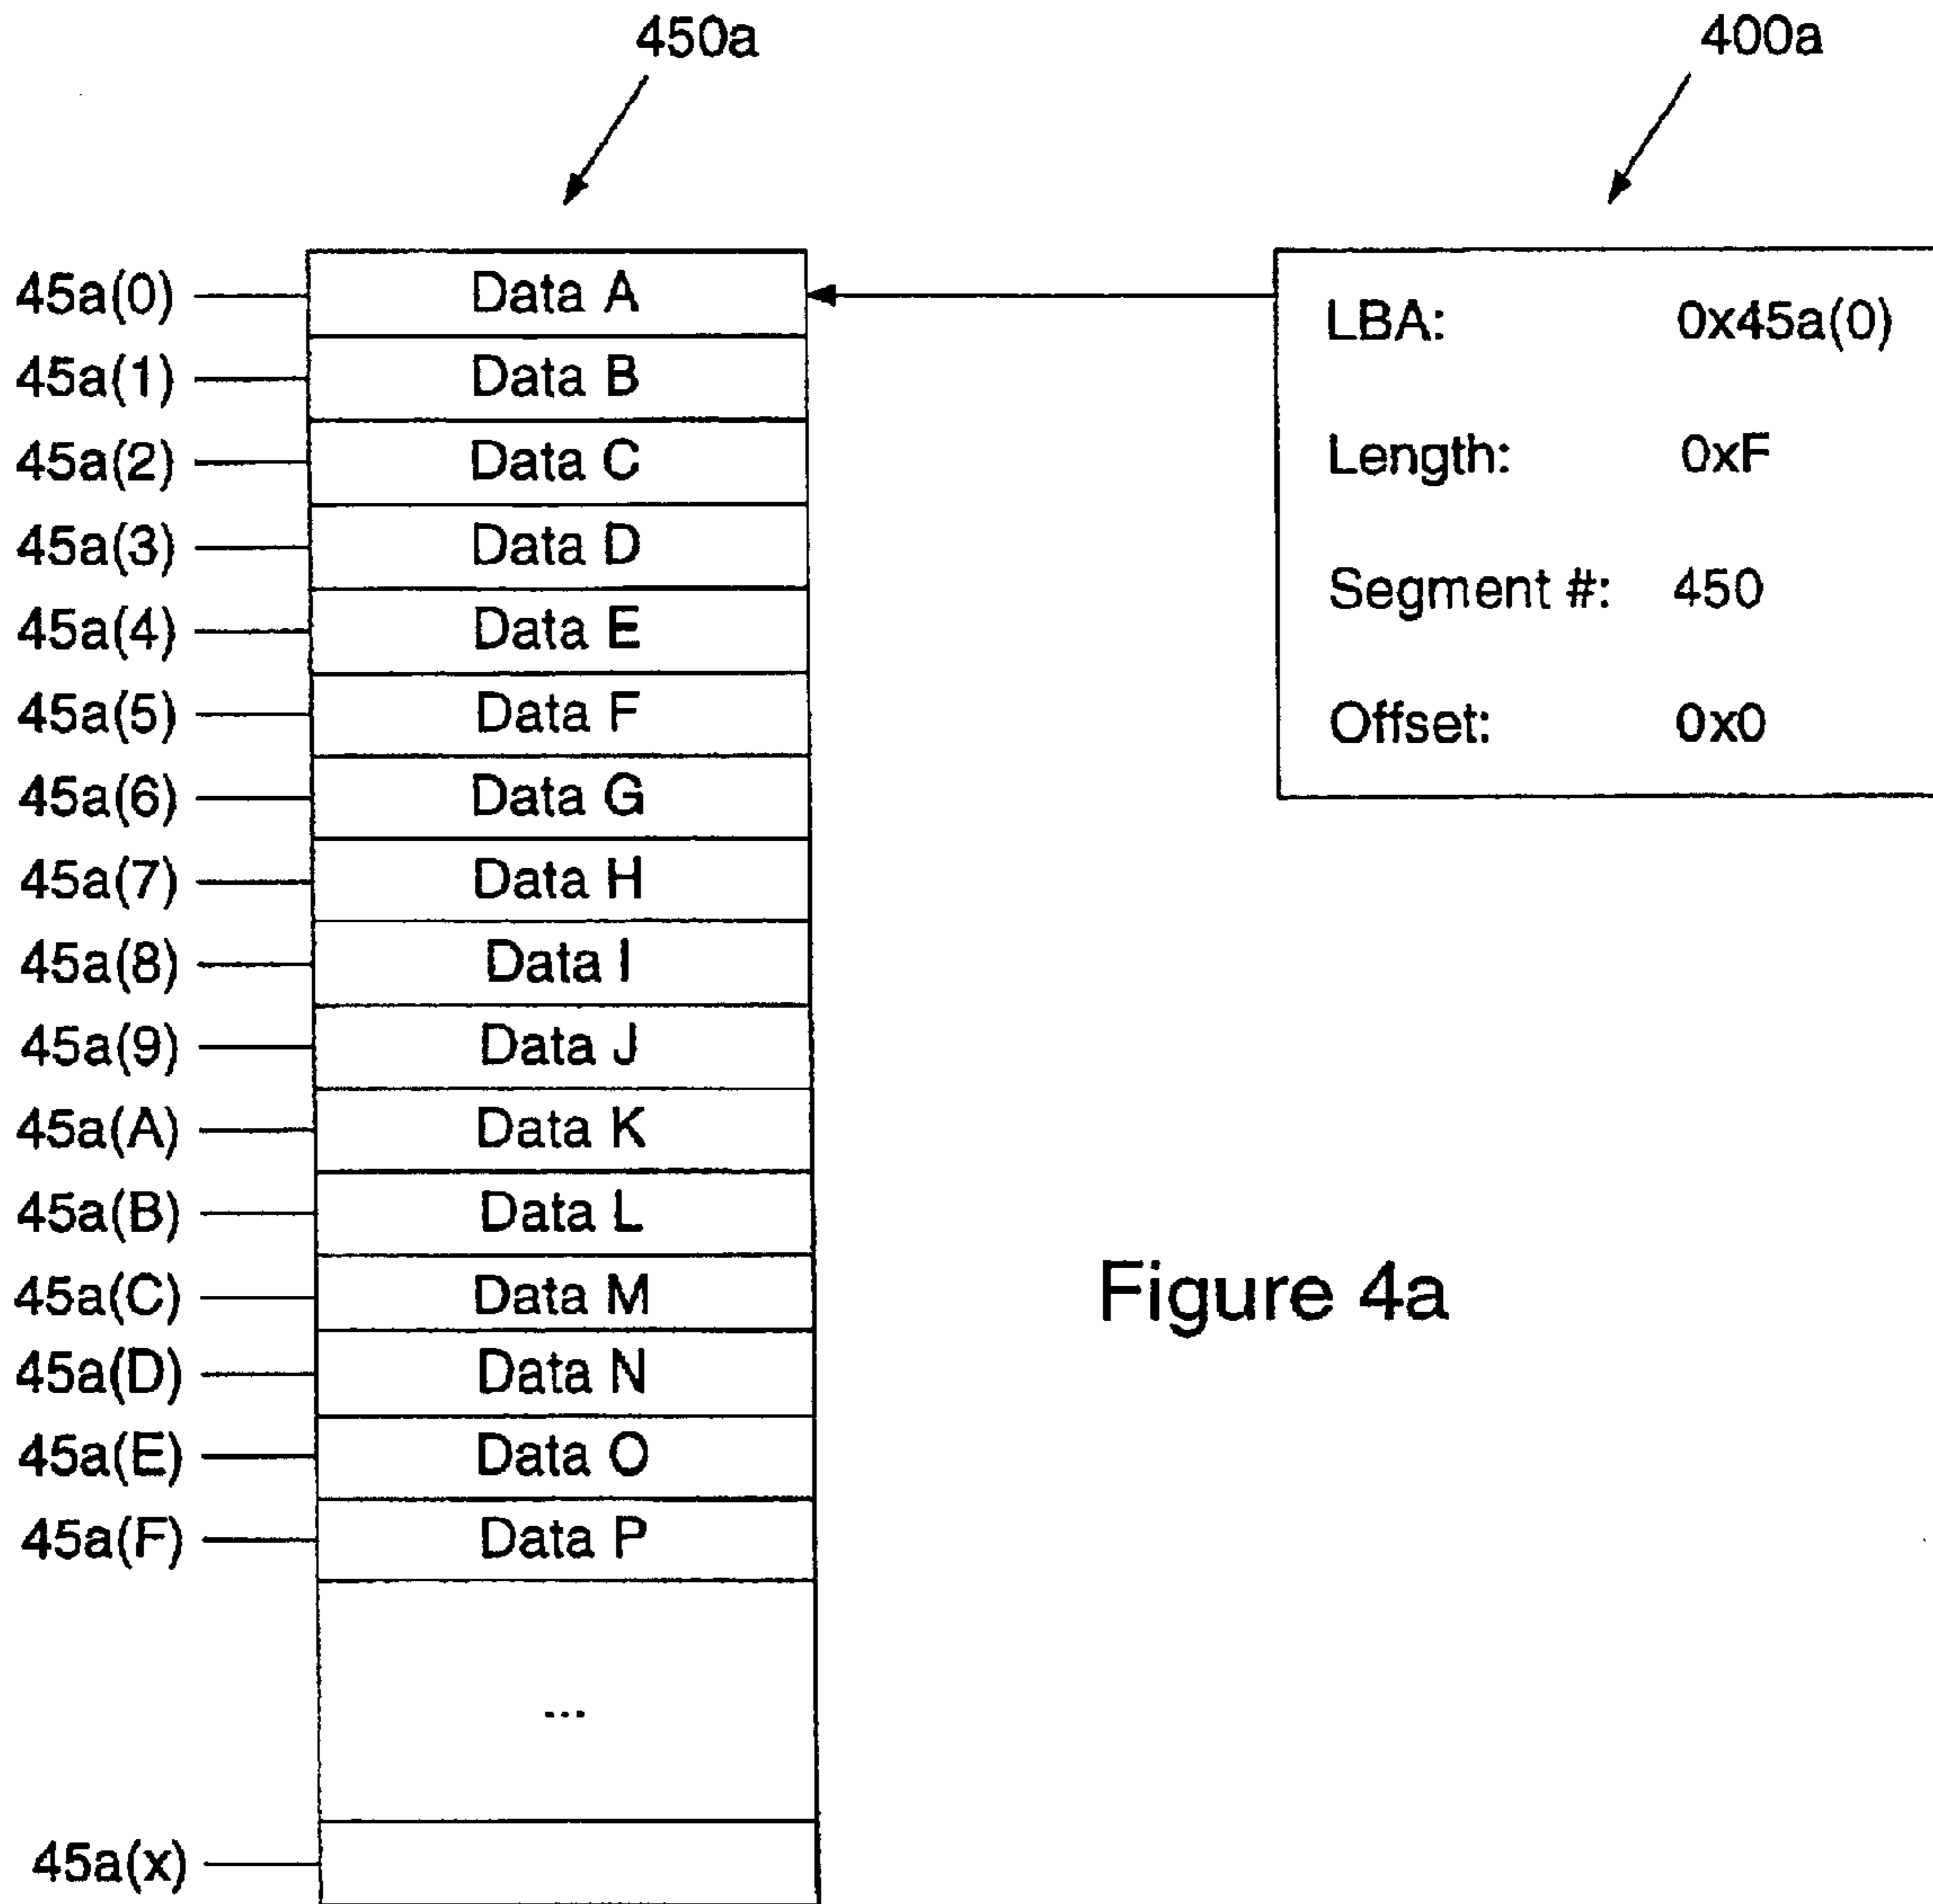 450a
400a
45a(0) Data A
LBA: 0x45a(0)
45a(1) Data B
45a(2) Data C
Length: 0xF
45a(3) Data D
45a(4) Data E
Segment #: 450
45a(5) Data F
Offset: 0x0
45a(6) Data G
45a(7) Data H
45a(8) Data I
45a(9) Data J
45a(A) Data K
45a(B) Data L
45a(C) Data M
Figure 4a
45a(D) Data N
45a(E) Data O
45a(F) Data P
...
45a(x)